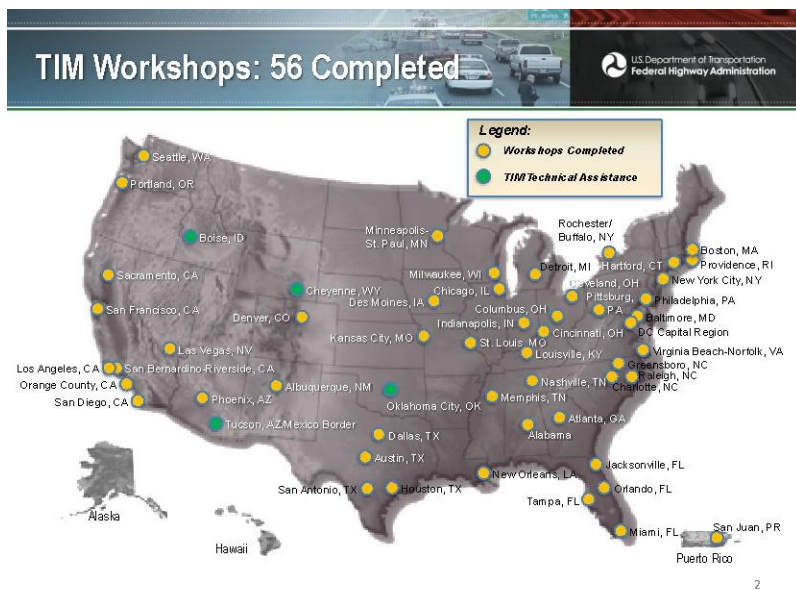 TIM Workshops: 56 Completed
U.S. Department of Transportation
Federal Highway Administration
Legend:
Workshops Completed
TIM Technical Assistance
Seattle, WA
Portland, OR
Boise, ID
Minneapolis-
St. Paul, MN
Rochester/
Buffalo, NY
Boston, MA
Hartford, CT
Providence, RI
Sacramento, CA
Milwaukee, WI
Detroit, MI
New York City, NY
Cheyenne, WY
Chicago, IL
Cleveland, OH
Des Moines, IA
Pittsburg,
PA
Philadelphia, PA
San Francisco, CA
Denver, CO
Columbus, OH
Baltimore, MD
Indianapolis, IN
DC Capital Region
Kansas City, MO
St. Louis, MO
Cincinnati, OH
Las Vegas, NV
Louisville, KY
Virginia Beach-Norfolk, VA
Los Angeles, CA
San Bernardino-Riverside, CA
Greensboro, NC
Orange County, CA
Albuquerque, NM
Nashville, TN
Raleigh, NC
Charlotte, NC
San Diego, CA
Phoenix, AZ
Oklahoma City, OK
Memphis, TN
Tucson, AZ/Mexico Border
Atlanta, GA
Dallas, TX
Alabama
Austin, TX
Jacksonville, FL
New Orleans, LA
San Antonio, TX
Houston, TX
Orlando, FL
Tampa, FL
Alaska
Miami, FL
San Juan, PR
Hawaii
Puerto Rico
2